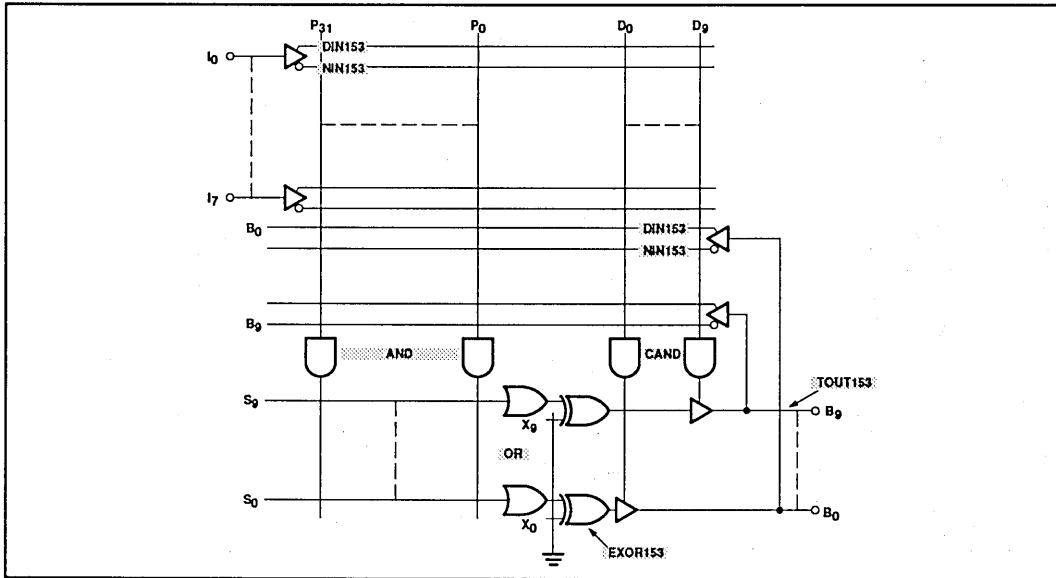 P31 P0 D0 D9
I0 DIN153
NIN153
I7
B0 DIN153
NIN153
B9
AND CAND
TOUT153
S9
X9 B9
OR
S0
X0 B0
EXOR153